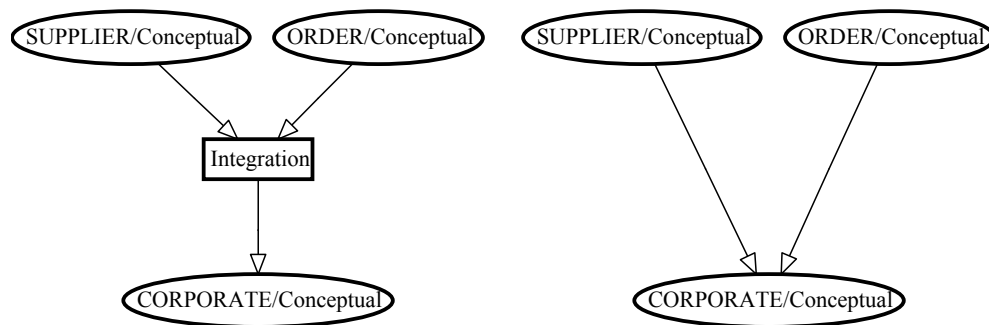 SUPPLIER/Conceptual
ORDER/Conceptual
SUPPLIER/Conceptual
ORDER/Conceptual
Integration
CORPORATE/Conceptual
CORPORATE/Conceptual